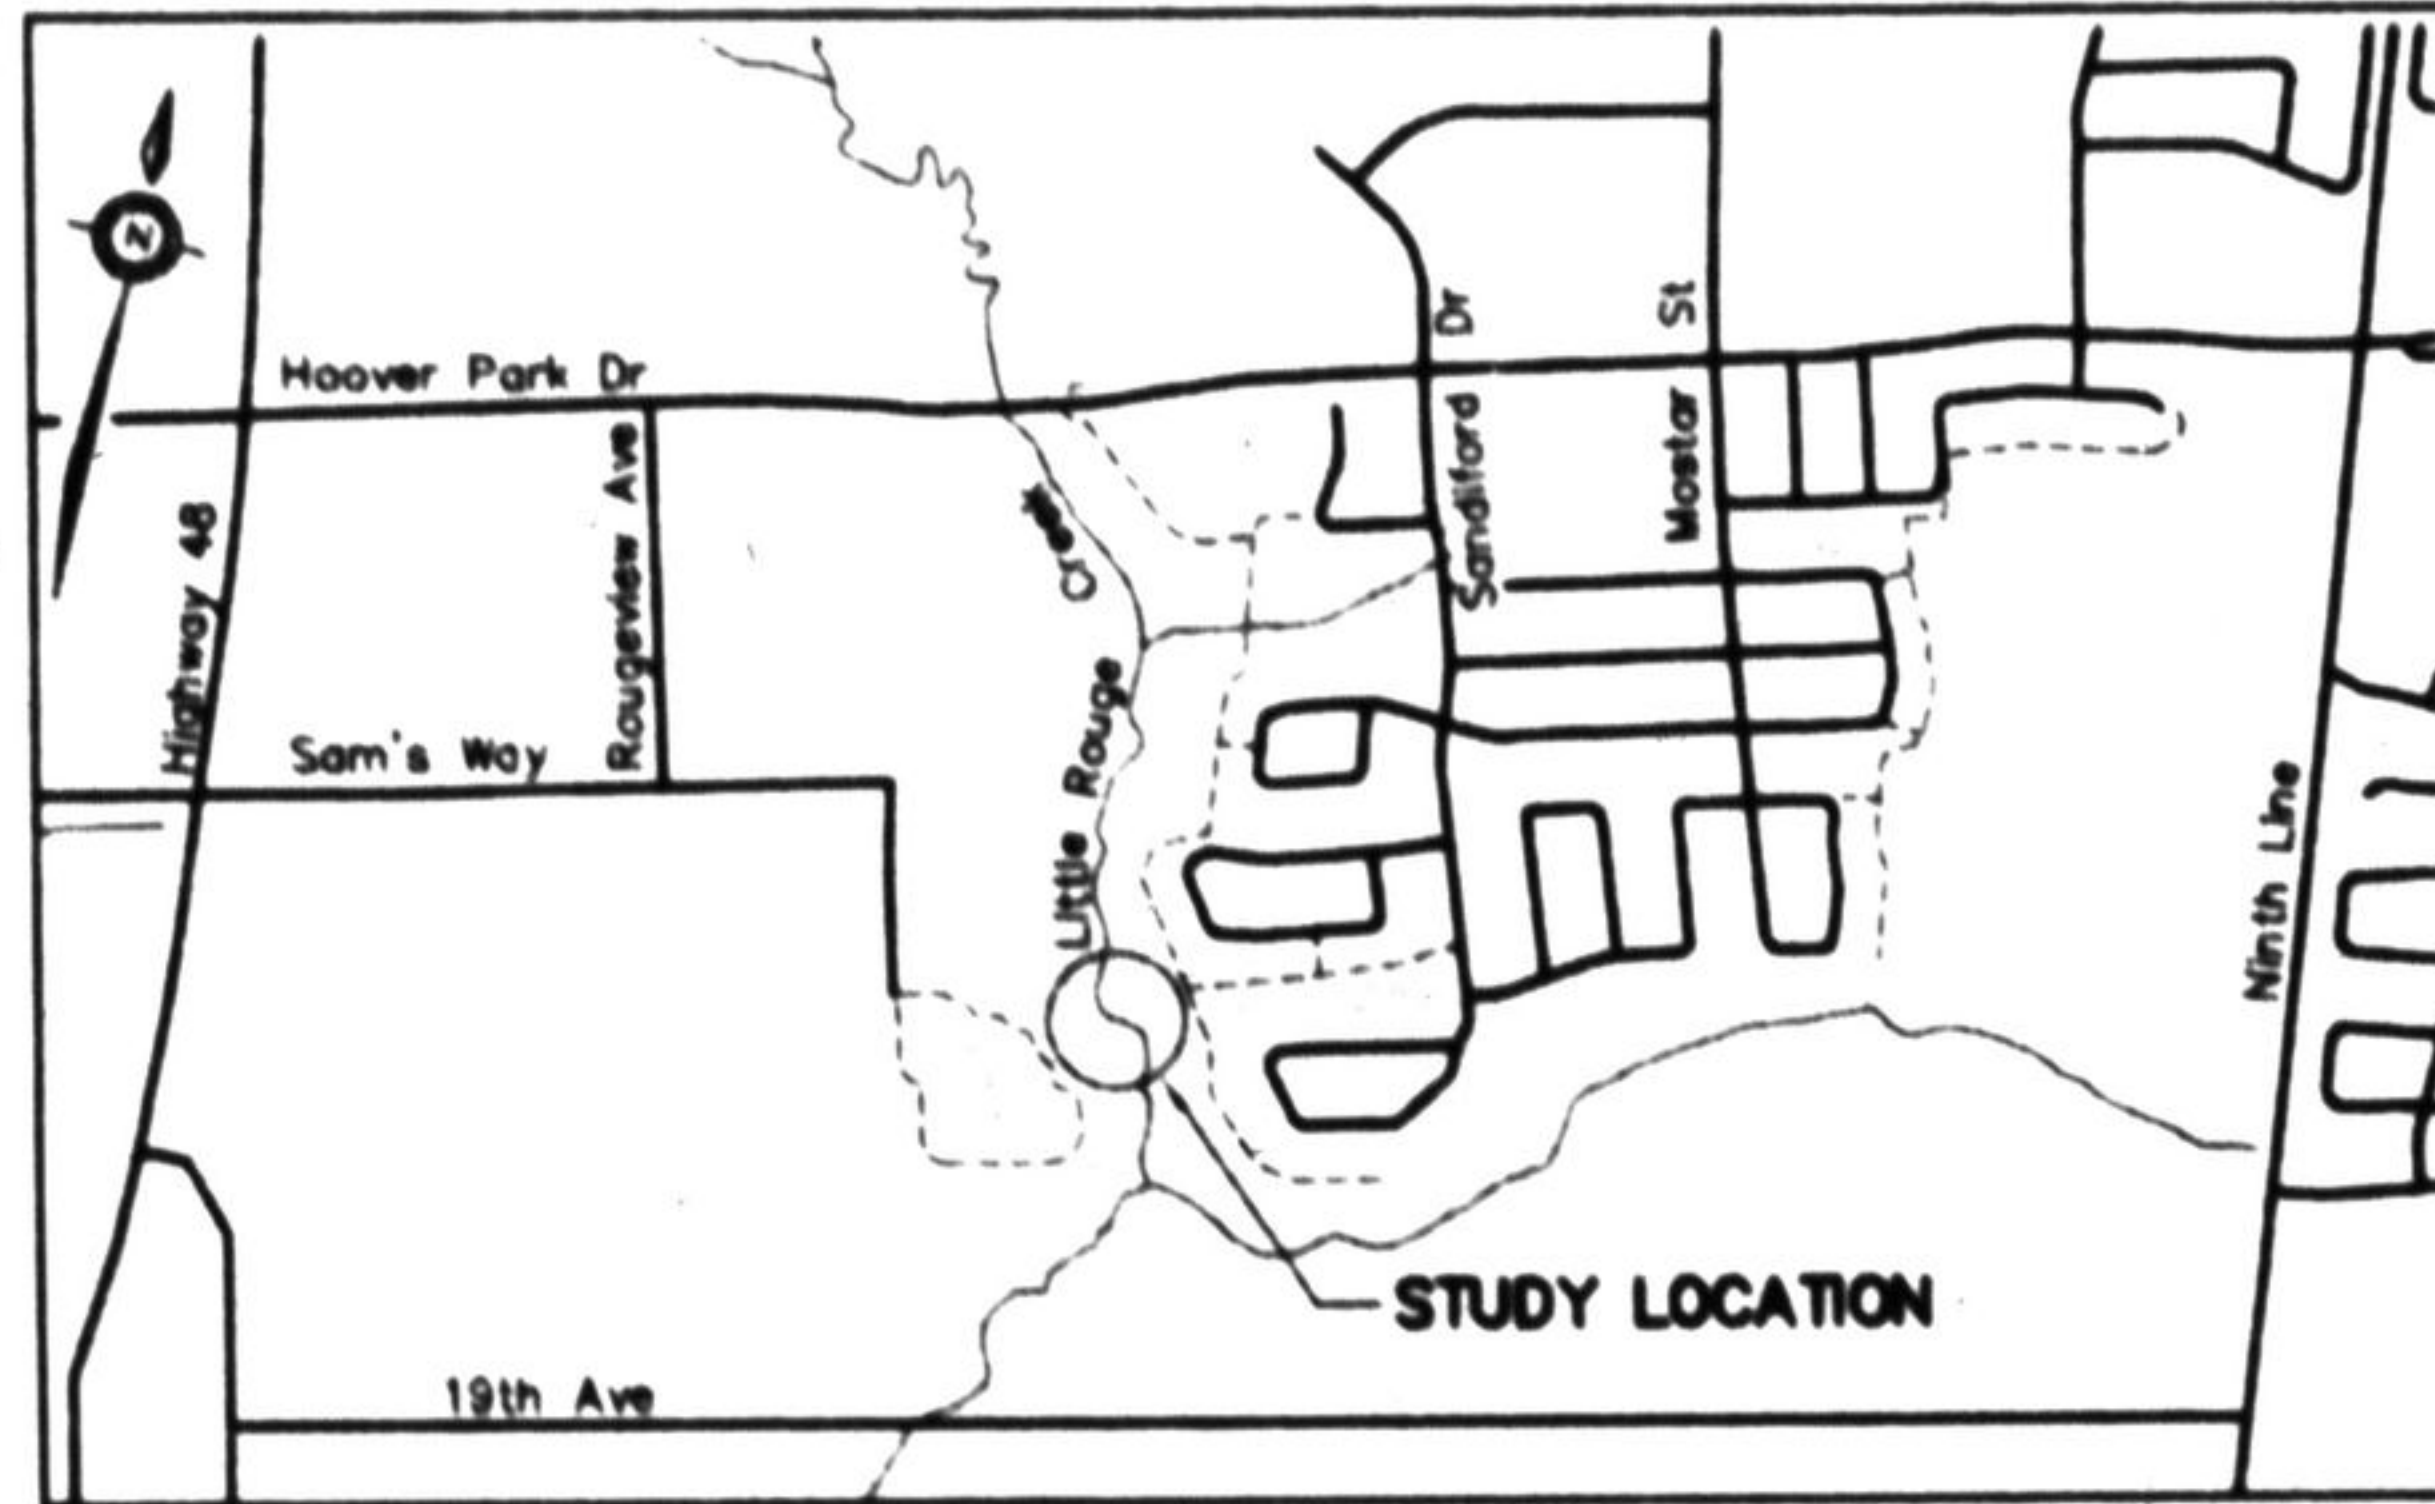 N
Hoover Park Dr
Highway 48
Rougeview Ave
Sam's Way
Little Rouge
Sandiford Dr
Mostar St
Ninth Line
STUDY LOCATION
19th Ave